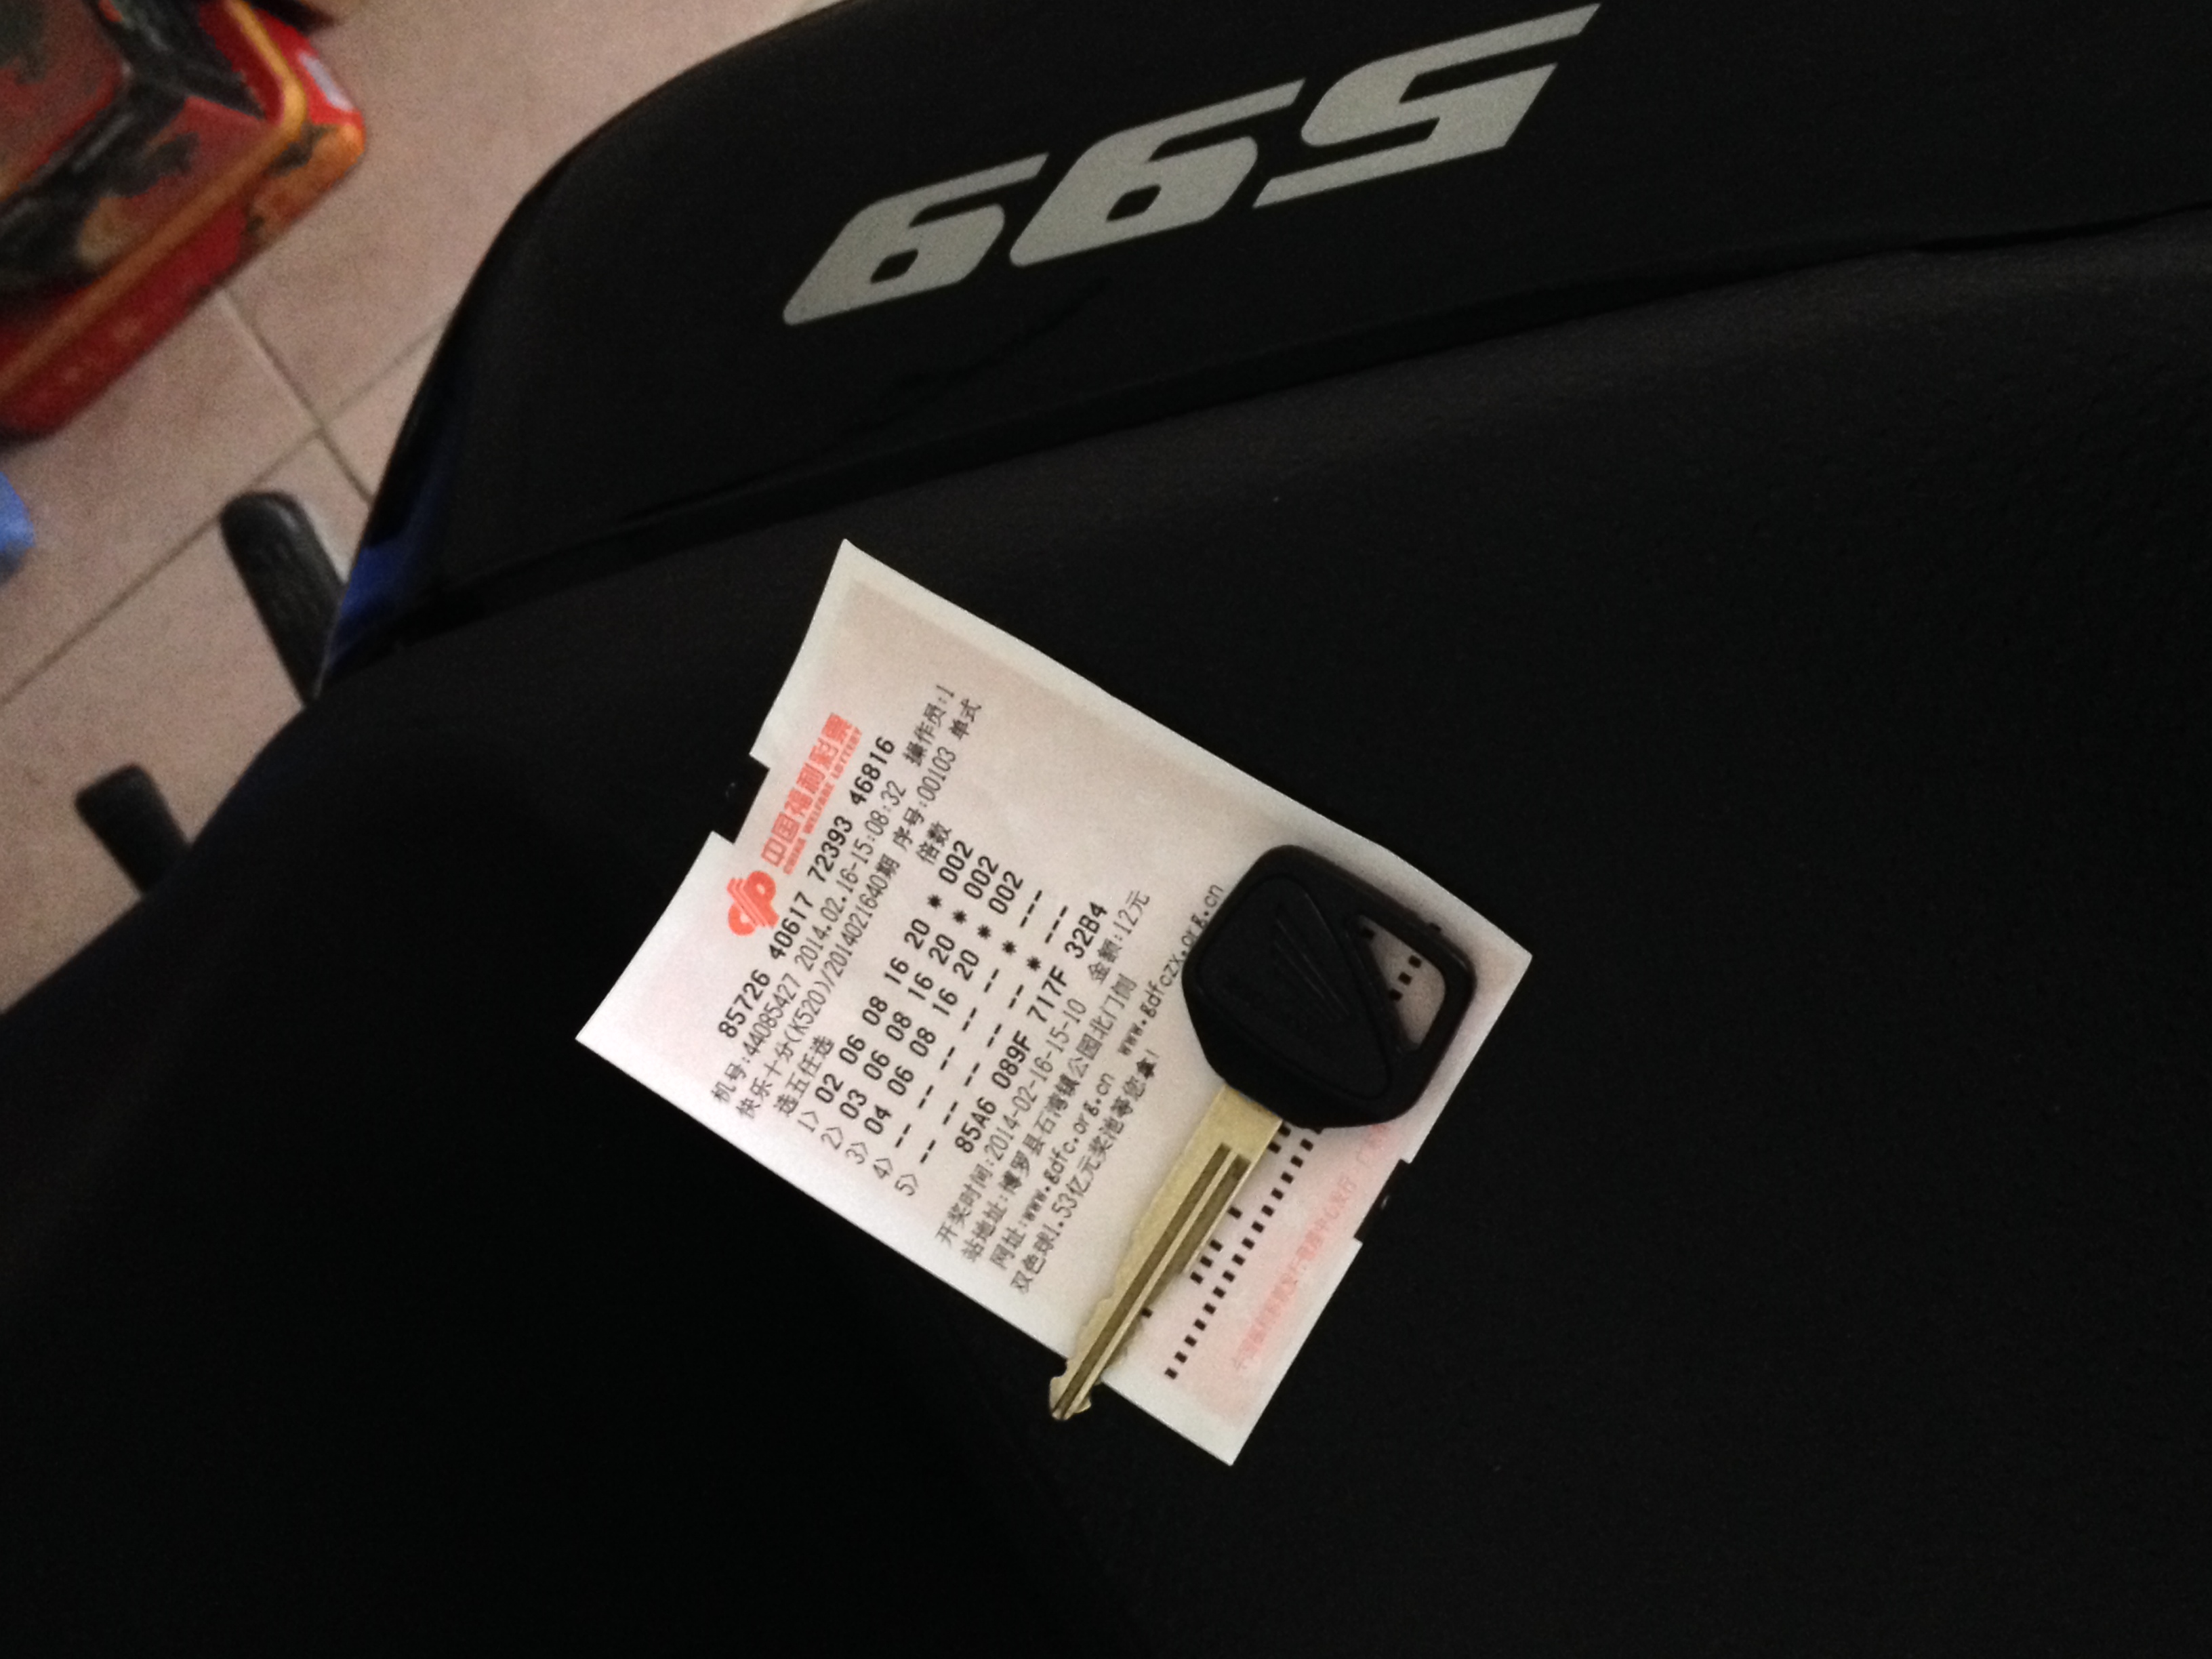 66S
中国福利彩票
CHINA WELFARE LOTTERY
85726 40617 72393 46816
机号:44085427 2014.02.16-15:08:32 操作员:1
快乐十分(K520)/2014021640期 序号:00103 单式
选五任选 倍数
1> 02 06 08 16 20 * 002
2> 03 06 08 16 20 * 002
3> 04 06 08 16 20 * 002
4> -- -- -- -- -- * ---
5> -- -- -- -- -- * ---
85A6 089F 717F 32B4
开奖时间:2014-02-16-15-10 金额:12元
站地址:博罗县石湾镇公园北门侧
网址:www.gdfc.org.cn www.gdfczx.org.cn
双色球1.53亿元奖池等您拿!